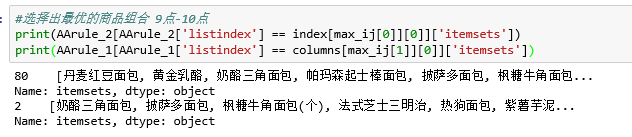 #选择出最优的商品组合 9点-10点
print(AArule_2[AArule_2['listindex'] == index[max_ij[0]][0]]['itemsets'])
print(AArule_1[AArule_1['listindex'] == columns[max_ij[1]][0]]['itemsets'])
80    [丹麦红豆面包, 黄金乳酪, 奶酪三角面包, 帕玛森起士棒面包, 披萨多面包, 枫糖牛角面包...
Name: itemsets, dtype: object
2    [奶酪三角面包, 披萨多面包, 枫糖牛角面包(个), 法式芝士三明治, 热狗面包, 紫薯芋泥...
Name: itemsets, dtype: object